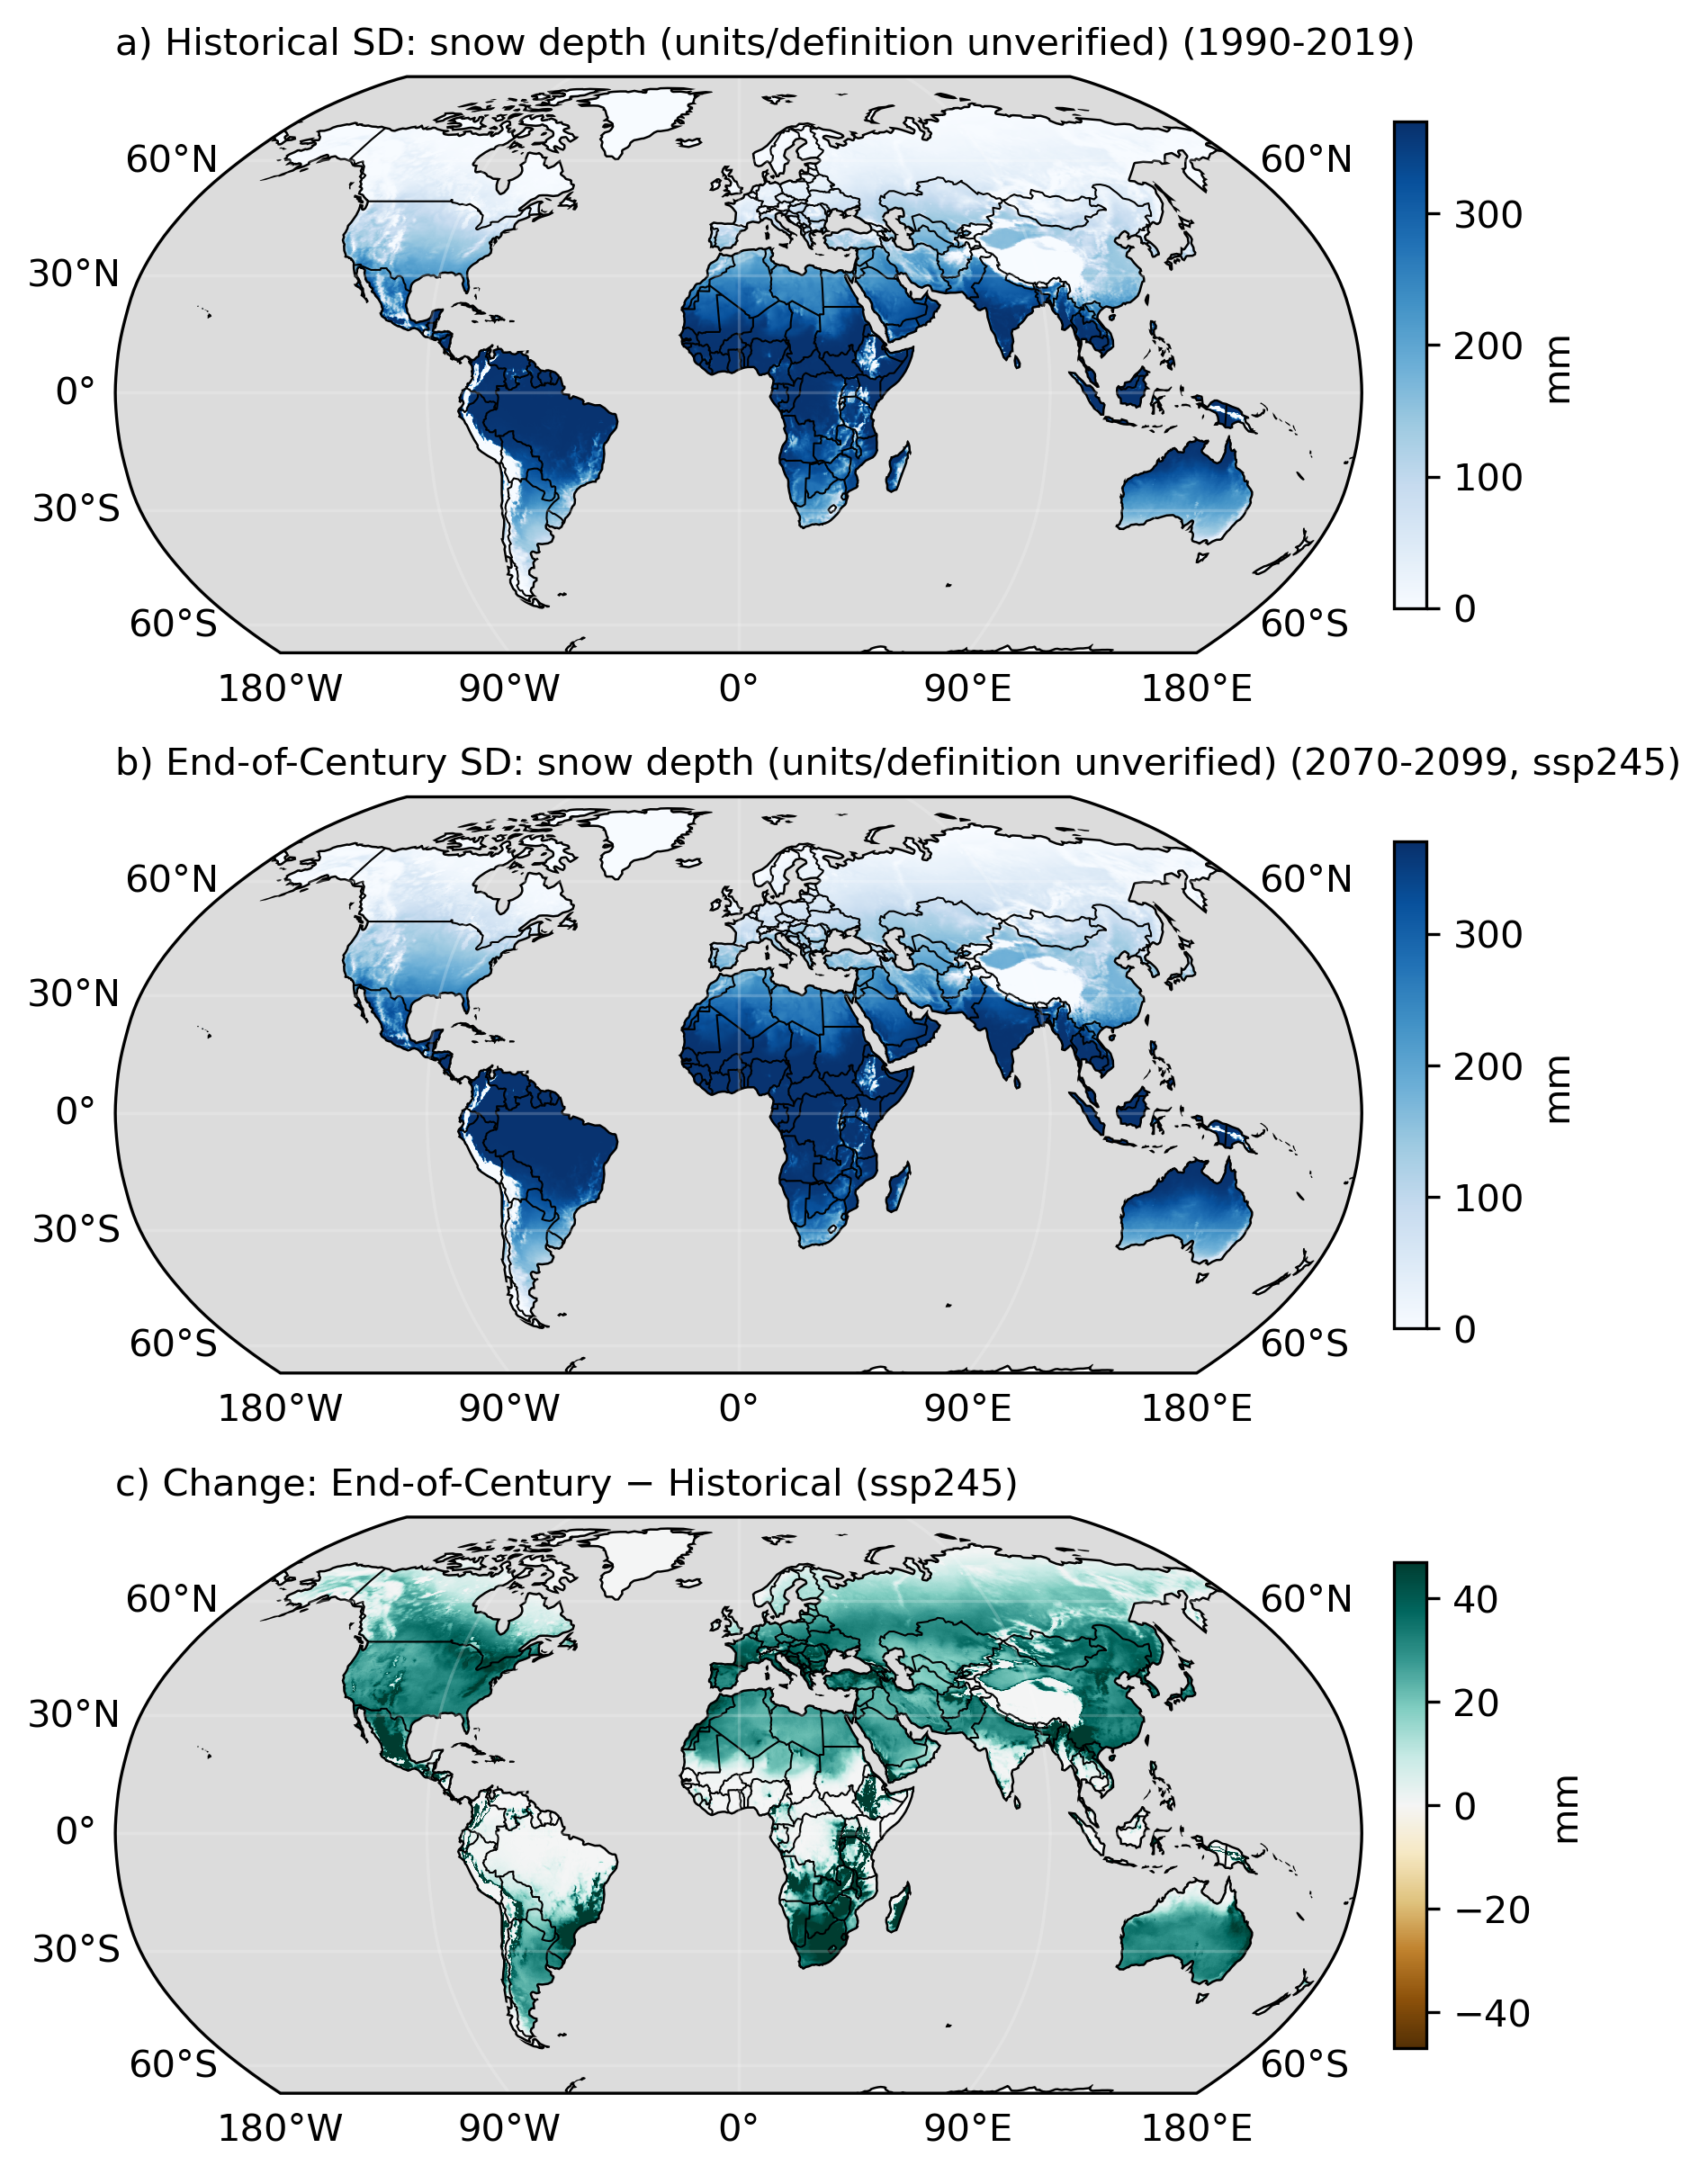 a) Historical SD: snow depth (units/definition unverified) (1990-2019)
60°N 60°N
30°N
0°
30°S
60°S 60°S
180°W 90°W 0° 90°E 180°E
300
200
100
0
mm
b) End-of-Century SD: snow depth (units/definition unverified) (2070-2099, ssp245)
60°N 60°N
30°N
0°
30°S
60°S 60°S
180°W 90°W 0° 90°E 180°E
300
200
100
0
mm
c) Change: End-of-Century − Historical (ssp245)
60°N 60°N
30°N
0°
30°S
60°S 60°S
180°W 90°W 0° 90°E 180°E
40
20
0
−20
−40
mm